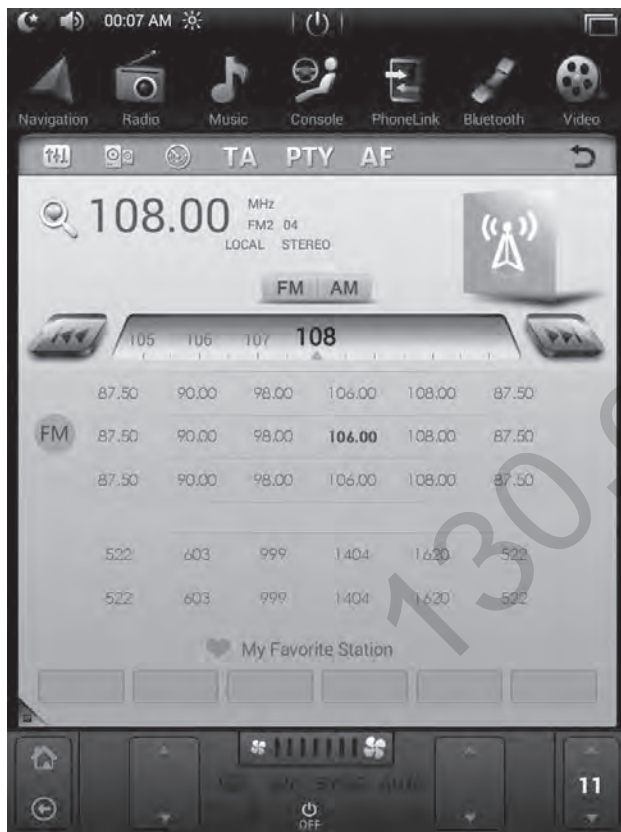 00:07 AM
Navigation Radio Music Console PhoneLink Bluetooth Video
TA PTY AF
108.00 MHz
FM2 04
LOCAL STEREO
FM AM
105 106 107 108
87.50 90.00 98.00 106.00 108.00 87.50
FM 87.50 90.00 98.00 106.00 108.00 87.50
87.50 90.00 98.00 106.00 108.00 87.50
522 603 999 1404 1620 522
522 603 999 1404 1620 522
My Favorite Station
11
OFF